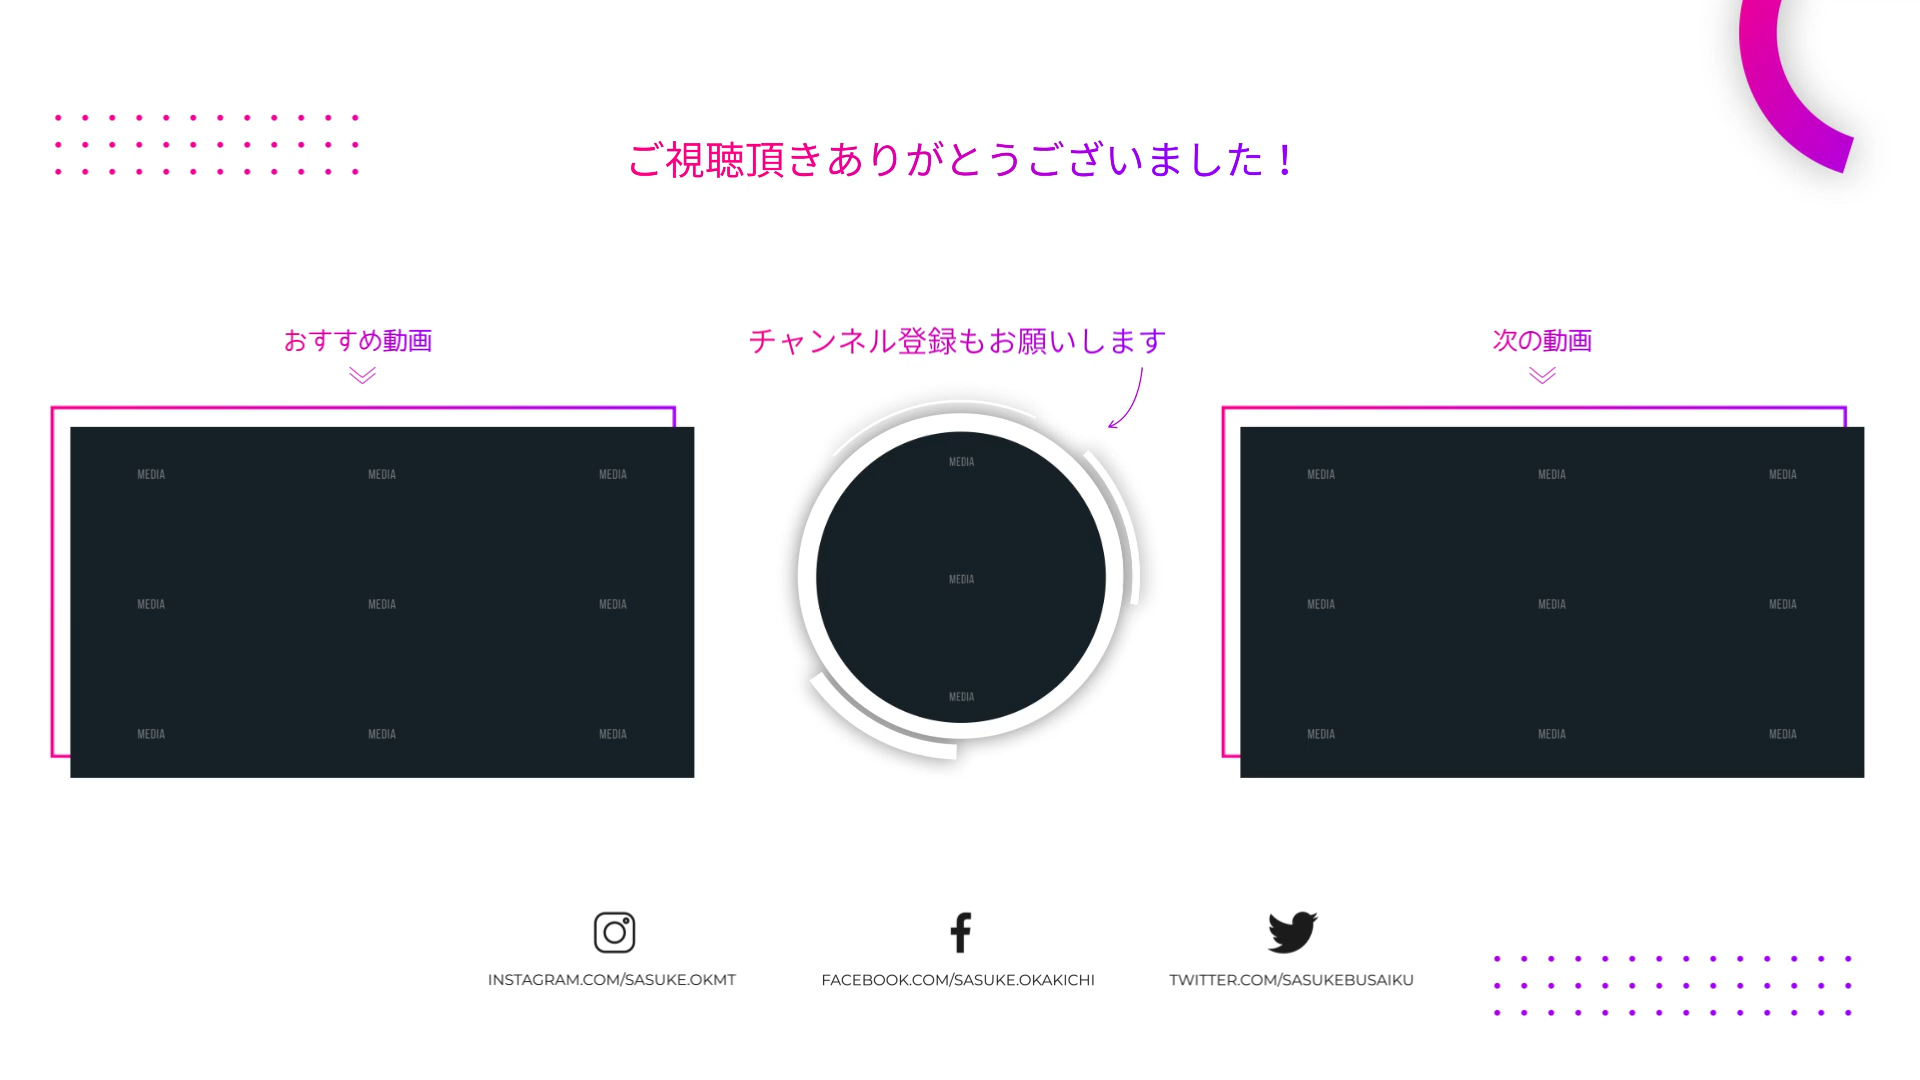 ご視聴頂きありがとうございました！
おすすめ動画
チャンネル登録もお願いします
次の動画
MEDIA MEDIA MEDIA
MEDIA MEDIA MEDIA
MEDIA MEDIA MEDIA
MEDIA
MEDIA
MEDIA
MEDIA MEDIA MEDIA
MEDIA MEDIA MEDIA
MEDIA MEDIA MEDIA
INSTAGRAM.COM/SASUKE.OKMT
FACEBOOK.COM/SASUKE.OKAKICHI
TWITTER.COM/SASUKEBUSAIKU